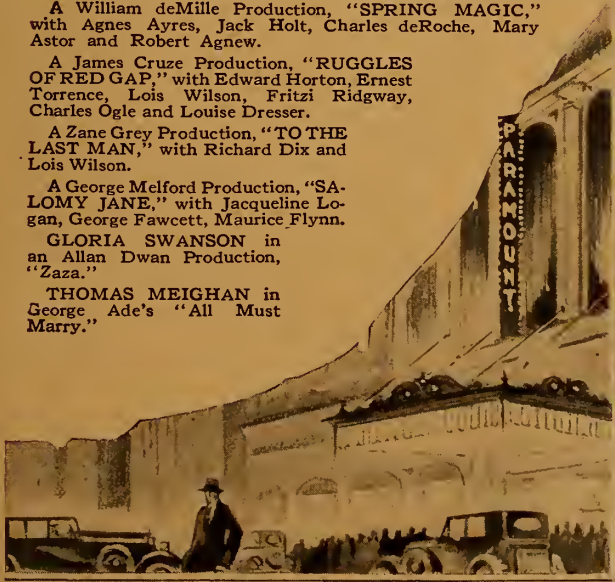 A William deMille Production, “SPRING MAGIC,”
with Agnes Ayres, Jack Holt, Charles deRoche, Mary
Astor and Robert Agnew.
A James Cruze Production, “RUGGLES
OF RED GAP,” with Edward Horton, Ernest
Torrence, Lois Wilson, Fritzi Ridgway,
Charles Ogle and Louise Dresser.
A Zane Grey Production, “TO THE
LAST MAN,” with Richard Dix and
Lois Wilson.
A George Melford Production, “SA-
LOMY JANE,” with Jacqueline Lo-
gan, George Fawcett, Maurice Flynn.
GLORIA SWANSON in
an Allan Dwan Production,
“Zaza.”
THOMAS MEIGHAN in
George Ade's “All Must
Marry.”
PARAMOUNT